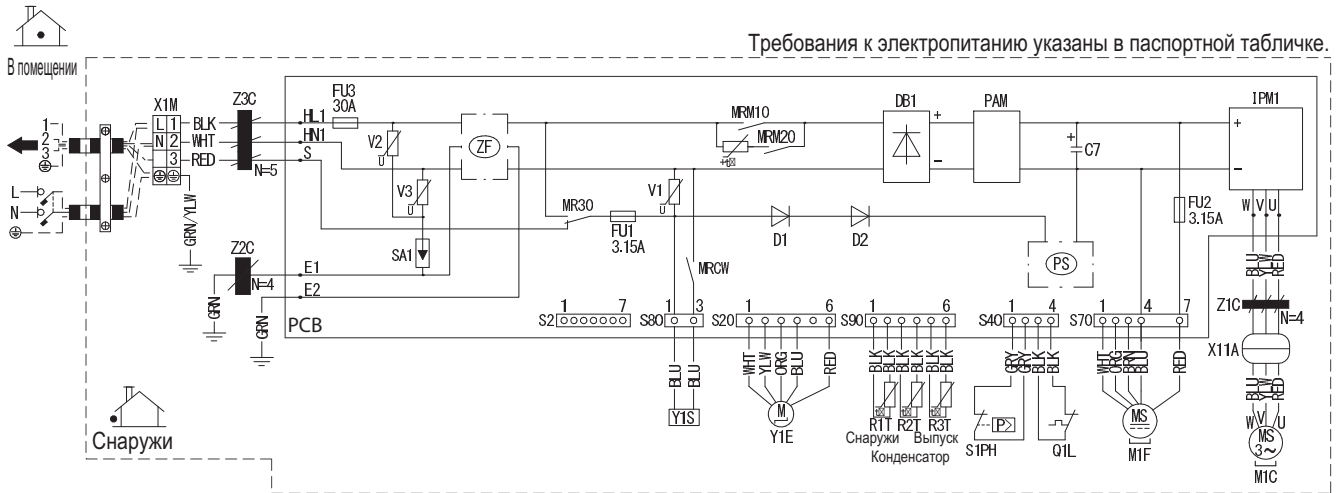 Требования к электропитанию указаны в паспортной табличке.
В помещении
X1M
Z3C
FU3
30A
MRM10
DB1
PAM
IPM1
1
2
3
L 1 BLK
N 2 WHT
3 RED
N=5
HL1
HN1
S
V2
U
V3
U
ZF
MRM20
+
-
+
C7
+
-
L
N
GRN/YLW
Z2C
N=4
E1
E2
SA1
MR30
FU1
3.15A
V1
U
MRCW
D1
D2
PS
FU2
3.15A
W V U
BLU
YLW
RED
GRN
GRN
PCB
S2 1 7
S80 1 3
S20 1 6
S90 1 6
S40 1 4
S70 1 4 7
Z1C
N=4
X11A
BLU
BLU
WHT
YLW
ORG
BLU
RED
BLK
BLK
BLK
BLK
BLK
BLK
GRY
GRY
BLK
BLK
WHT
ORG
BRN
BLU
RED
BLU
YLW
RED
Y1S
M
Y1E
R1T
R2T
R3T
Снаружи
Выпуск
Конденсатор
P>
S1PH
Q1L
MS
M1F
W V U
MS
3~
M1C
Снаружи